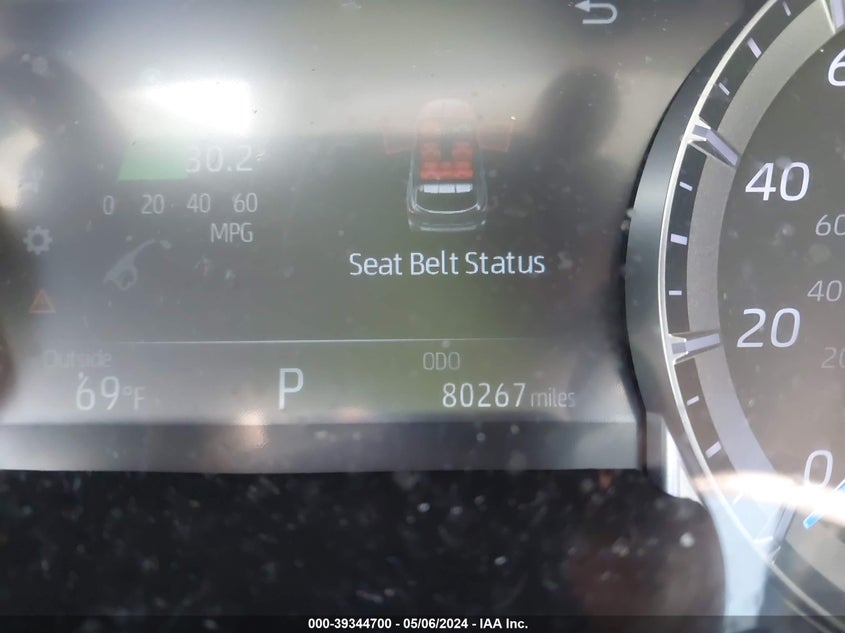 30.2
0 20 40 60
MPG
Seat Belt Status
Outside
69°F
P
ODO
80267 miles
40
60
40
20
20
0
000-39344700 - 05/06/2024 - IAA Inc.